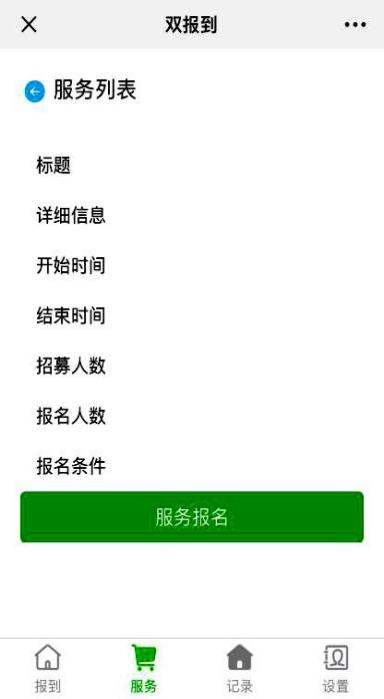 双报到
服务列表
标题
详细信息
开始时间
结束时间
招募人数
报名人数
报名条件
服务报名
报到
服务
记录
设置